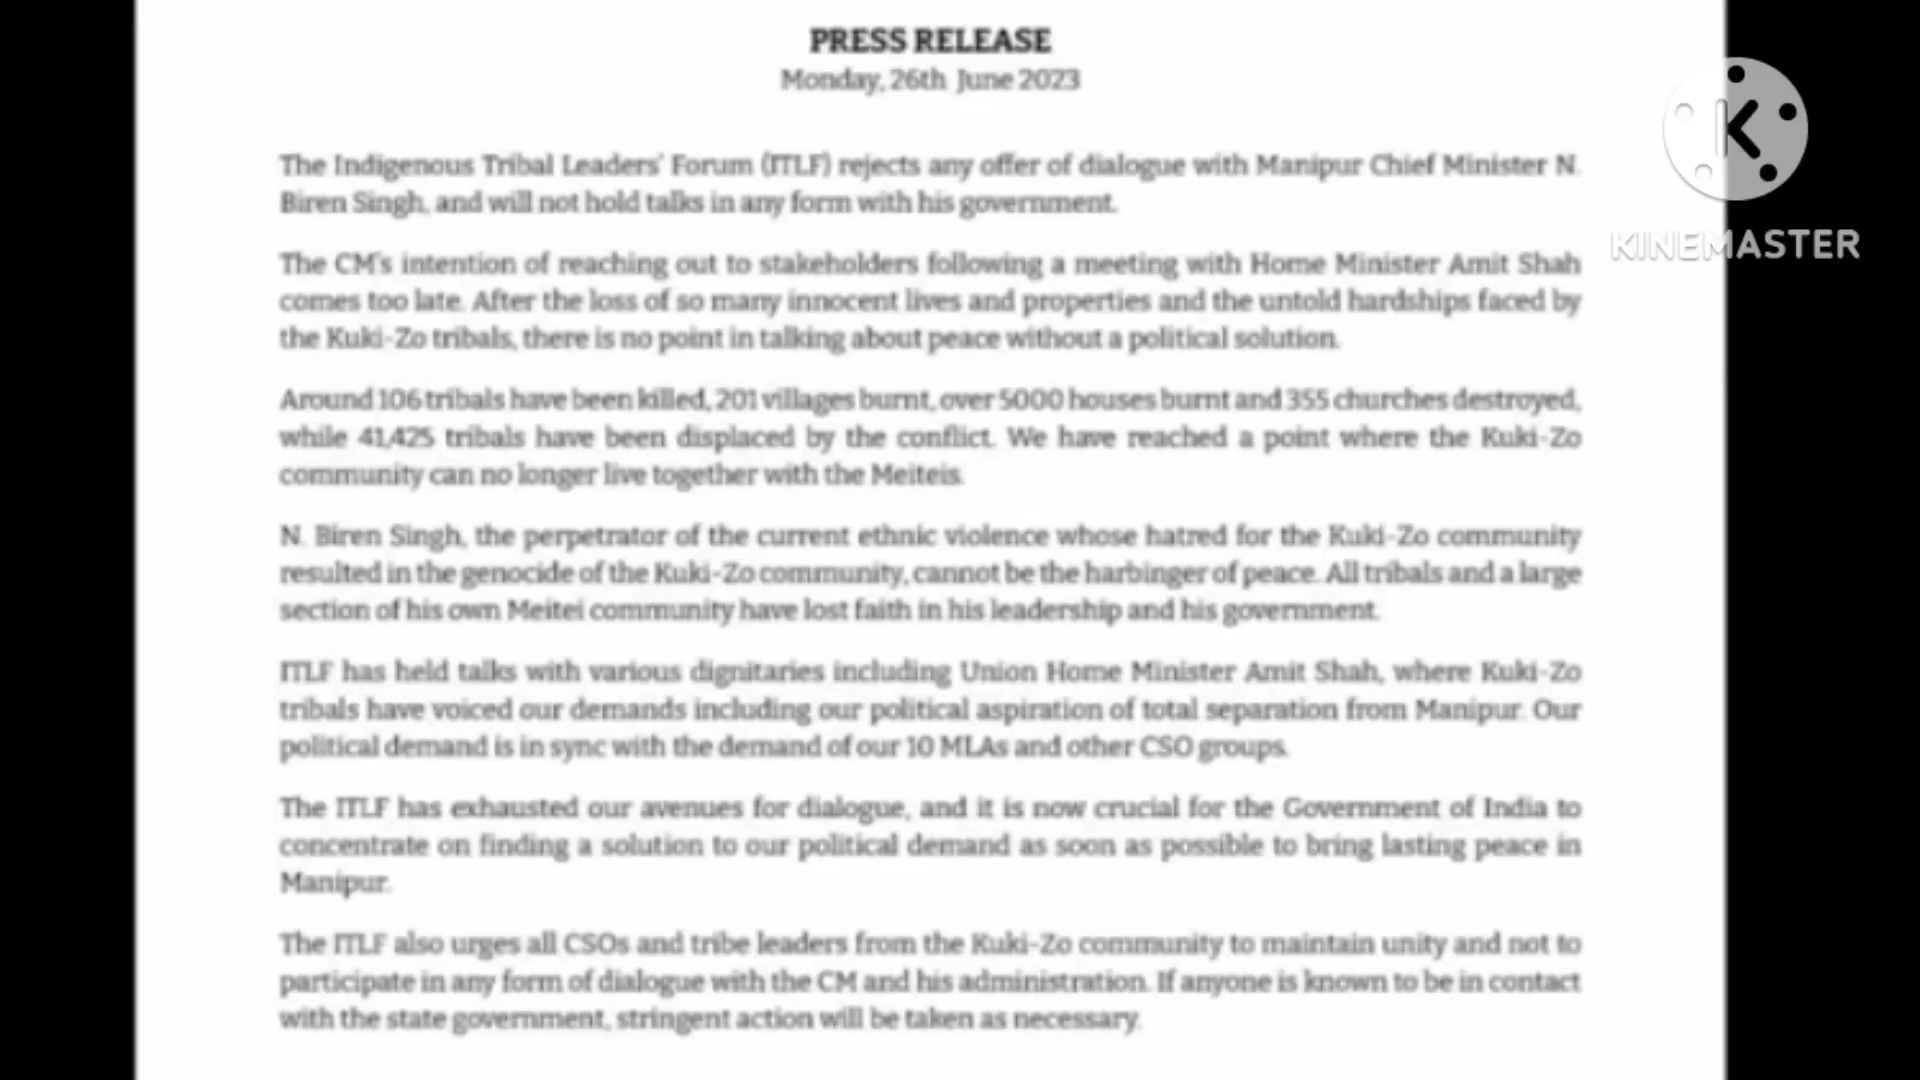 PRESS RELEASE
Monday, 26th June 2023
The Indigenous Tribal Leaders' Forum (ITLF) rejects any offer of dialogue with Manipur Chief Minister N.
Biren Singh, and will not hold talks in any form with his government.
The CM's intention of reaching out to stakeholders following a meeting with Home Minister Amit Shah
comes too late. After the loss of so many innocent lives and properties and the untold hardships faced by
the Kuki-Zo tribals, there is no point in talking about peace without a political solution.
Around 106 tribals have been killed, 201 villages burnt, over 5000 houses burnt and 355 churches destroyed,
while 41,425 tribals have been displaced by the conflict. We have reached a point where the Kuki-Zo
community can no longer live together with the Meiteis.
N. Biren Singh, the perpetrator of the current ethnic violence whose hatred for the Kuki-Zo community
resulted in the genocide of the Kuki-Zo community, cannot be the harbinger of peace. All tribals and a large
section of his own Meitei community have lost faith in his leadership and his government.
ITLF has held talks with various dignitaries including Union Home Minister Amit Shah, where Kuki-Zo
tribals have voiced our demands including our political aspiration of total separation from Manipur. Our
political demand is in sync with the demand of our 10 MLAs and other CSO groups.
The ITLF has exhausted our avenues for dialogue, and it is now crucial for the Government of India to
concentrate on finding a solution to our political demand as soon as possible to bring lasting peace in
Manipur.
The ITLF also urges all CSOs and tribe leaders from the Kuki-Zo community to maintain unity and not to
participate in any form of dialogue with the CM and his administration. If anyone is known to be in contact
with the state government, stringent action will be taken as necessary.
K
KINEMASTER